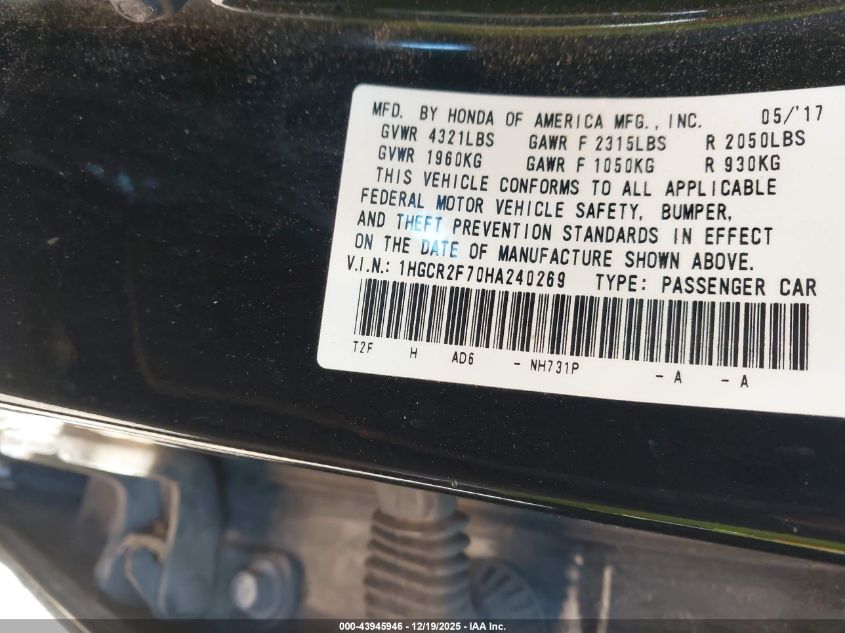 MFD. BY HONDA OF AMERICA MFG., INC. 05/'17
GVWR 4321LBS GAWR F 2315LBS R 2050LBS
GVWR 1960KG GAWR F 1050KG R 930KG
THIS VEHICLE CONFORMS TO ALL APPLICABLE
FEDERAL MOTOR VEHICLE SAFETY, BUMPER,
AND THEFT PREVENTION STANDARDS IN EFFECT
ON THE DATE OF MANUFACTURE SHOWN ABOVE.
V.I.N.: 1HGCR2F70HA240269 TYPE: PASSENGER CAR
T2F H AD6 - NH731P - A - A
000-43945946 - 12/19/2025 - IAA Inc.